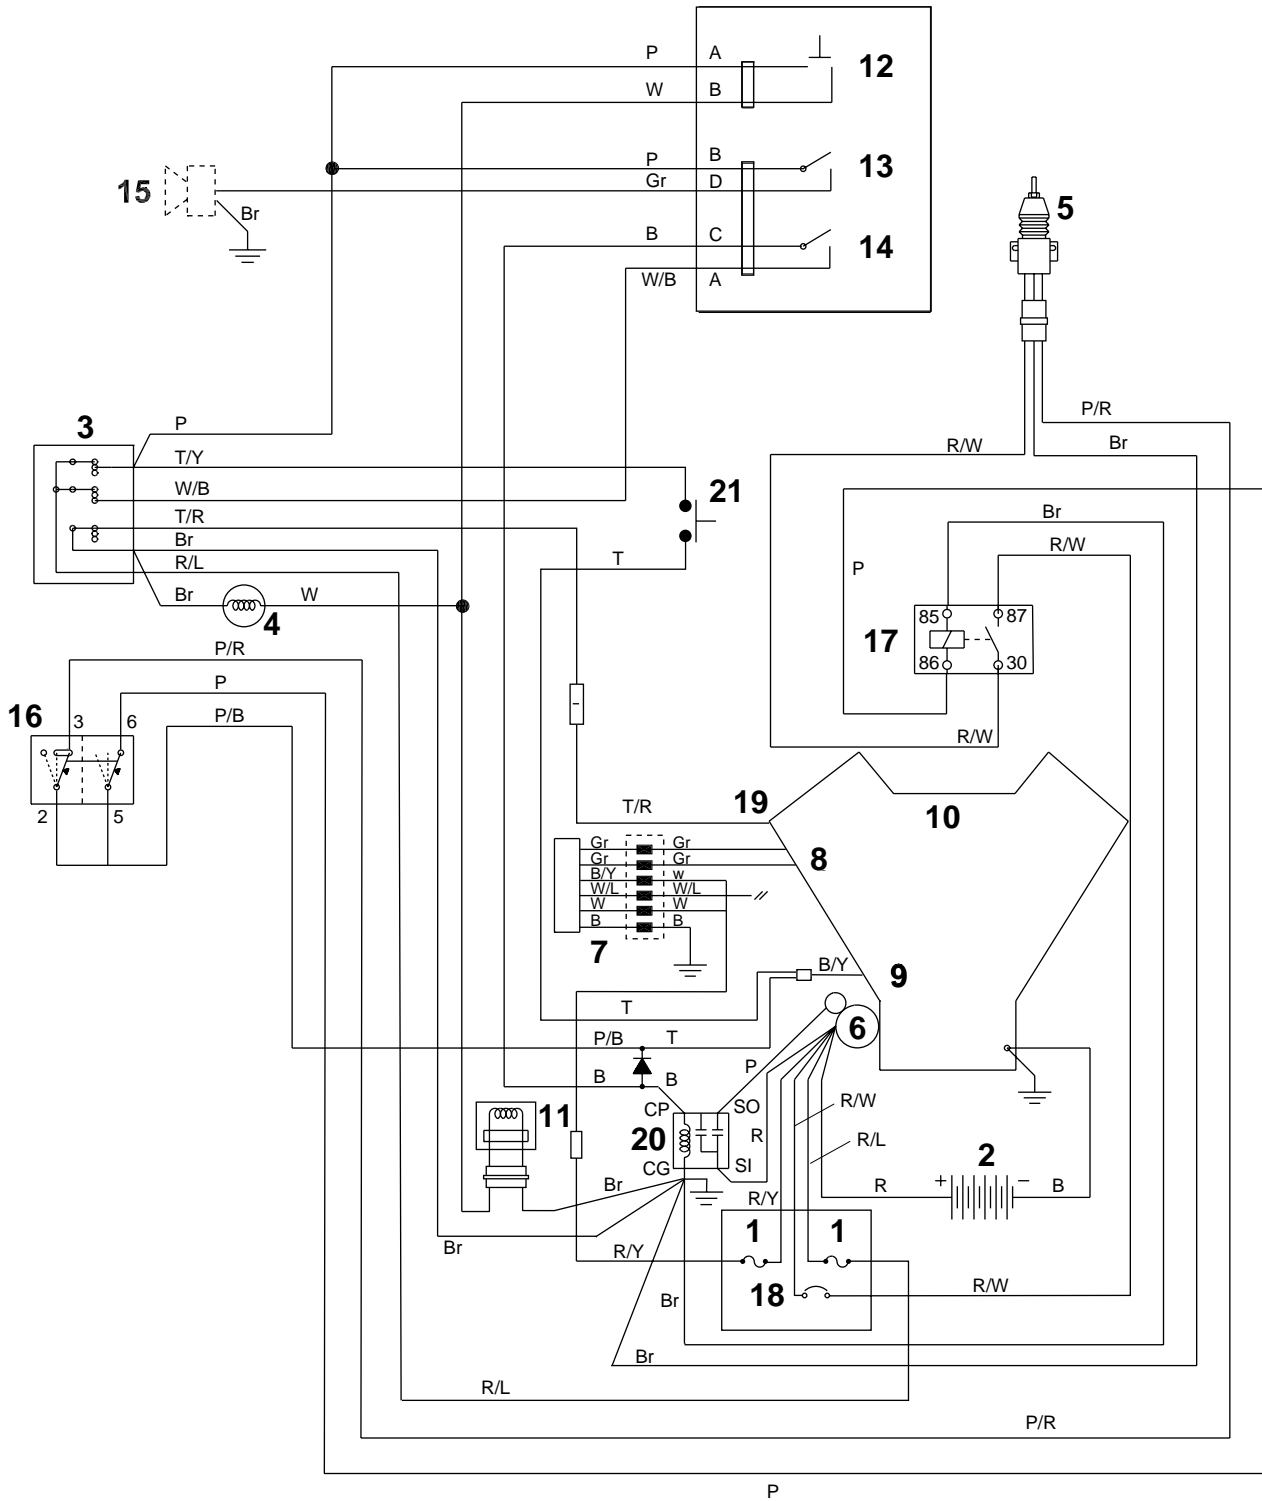 P A
12
W B
P B
13
Gr D
15
Br
B C
14
W/B A
5
P/R
R/W Br
3
P
T/Y
W/B
21
T/R
Br
R/L
T
Br W
4
Br
R/W
P
85 87
17
86 30
R/W
P/R
P
P/B
16 3 6
2 5
T/R
19
10
Gr Gr
8
Gr Gr
B/Y w
W/L W/L
W W
B B
7
B/Y
9
T
6
P/B T
P
B B
11
CP SO
R/W
20
R
R/L
CG SI
2
R + − B
Br
R/Y
1 1
Br
R/Y
18
R/W
Br
Br
R/L
P/R
P